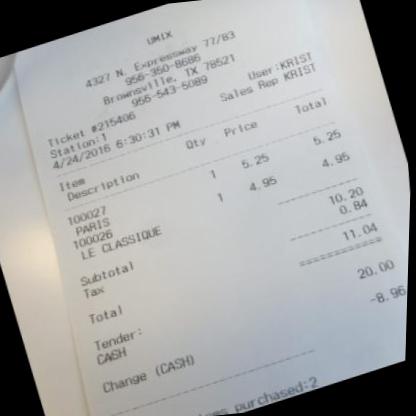 UMIX
4327 N. Expressway 77/83
956-350-8686
Brownsville, TX 78521
956-543-5089
Ticket #215406
User:KRIST
Station:1
Sales Rep KRIST
4/24/2016 6:30:31 PM
Item
Description Qty Price Total
100027 1 5.25 5.25
PARIS
100026 1 4.95 4.95
LE CLASSIQUE
Subtotal 10.20
Tax 0.84
Total 11.04
Tender:
CASH 20.00
Change (CASH) -8.96
purchased:2